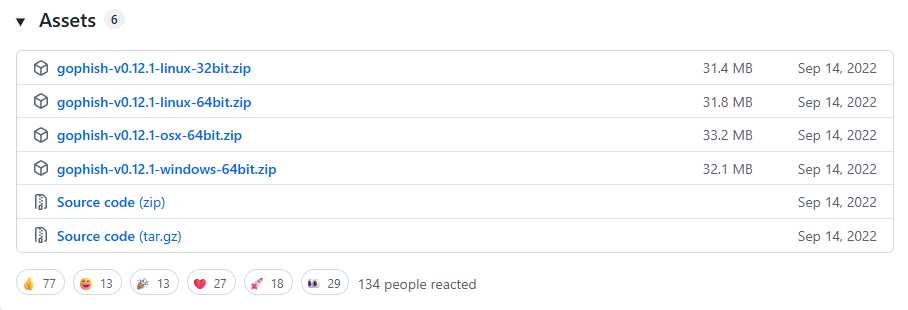 Assets 6
gophish-v0.12.1-linux-32bit.zip 31.4 MB Sep 14, 2022
gophish-v0.12.1-linux-64bit.zip 31.8 MB Sep 14, 2022
gophish-v0.12.1-osx-64bit.zip 33.2 MB Sep 14, 2022
gophish-v0.12.1-windows-64bit.zip 32.1 MB Sep 14, 2022
Source code (zip) Sep 14, 2022
Source code (tar.gz) Sep 14, 2022
77 13 13 27 18 29 134 people reacted